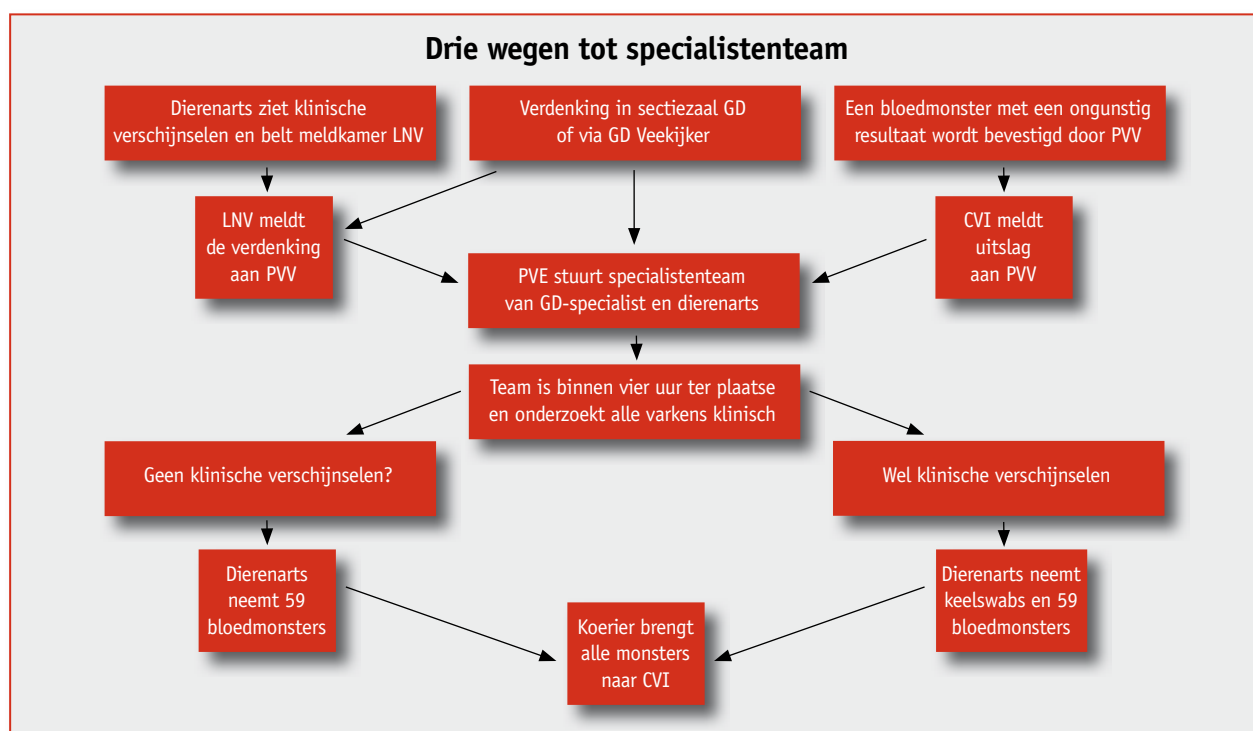 Drie wegen tot specialistenteam
Dierenarts ziet klinische
verschijnselen en belt meldkamer LNV
Verdenking in sectiezaal GD
of via GD Veekijker
Een bloedmonster met een ongunstig
resultaat wordt bevestigd door PVV
LNV meldt
de verdenking
aan PVV
CVI meldt
uitslag
aan PVV
PVE stuurt specialistenteam
van GD-specialist en dierenarts
Team is binnen vier uur ter plaatse
en onderzoekt alle varkens klinisch
Geen klinische verschijnselen?
Wel klinische verschijnselen
Dierenarts
neemt 59
bloedmonsters
Dierenarts neemt
keelswabs en 59
bloedmonsters
Koerier brengt
alle monsters
naar CVI